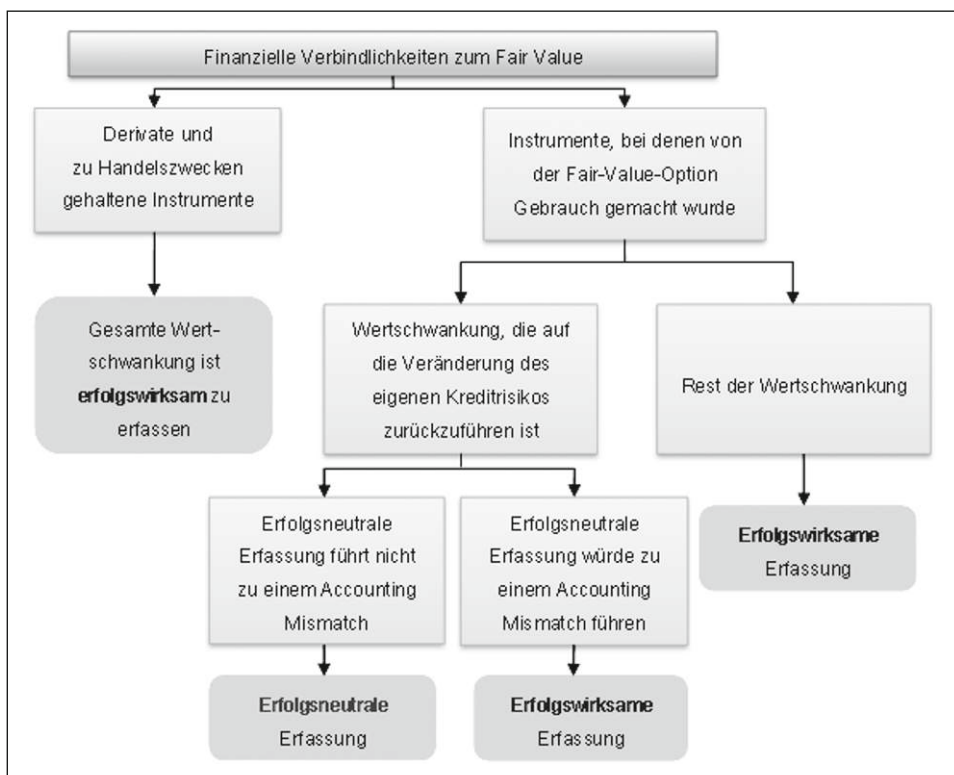 Finanzielle Verbindlichkeiten zum Fair Value
Derivate und
zu Handelszwecken
gehaltene Instrumente
Instrumente, bei denen von
der Fair-Value-Option
Gebrauch gemacht wurde
Gesamte Wert-
schwankung ist
erfolgswirksam zu
erfassen
Wertschwankung, die auf
die Veränderung des
eigenen Kreditrisikos
zurückzuführen ist
Rest der Wertschwankung
Erfolgsneutrale
Erfassung führt nicht
zu einem Accounting
Mismatch
Erfolgsneutrale
Erfassung würde zu
einem Accounting
Mismatch führen
Erfolgswirksame
Erfassung
Erfolgsneutrale
Erfassung
Erfolgswirksame
Erfassung